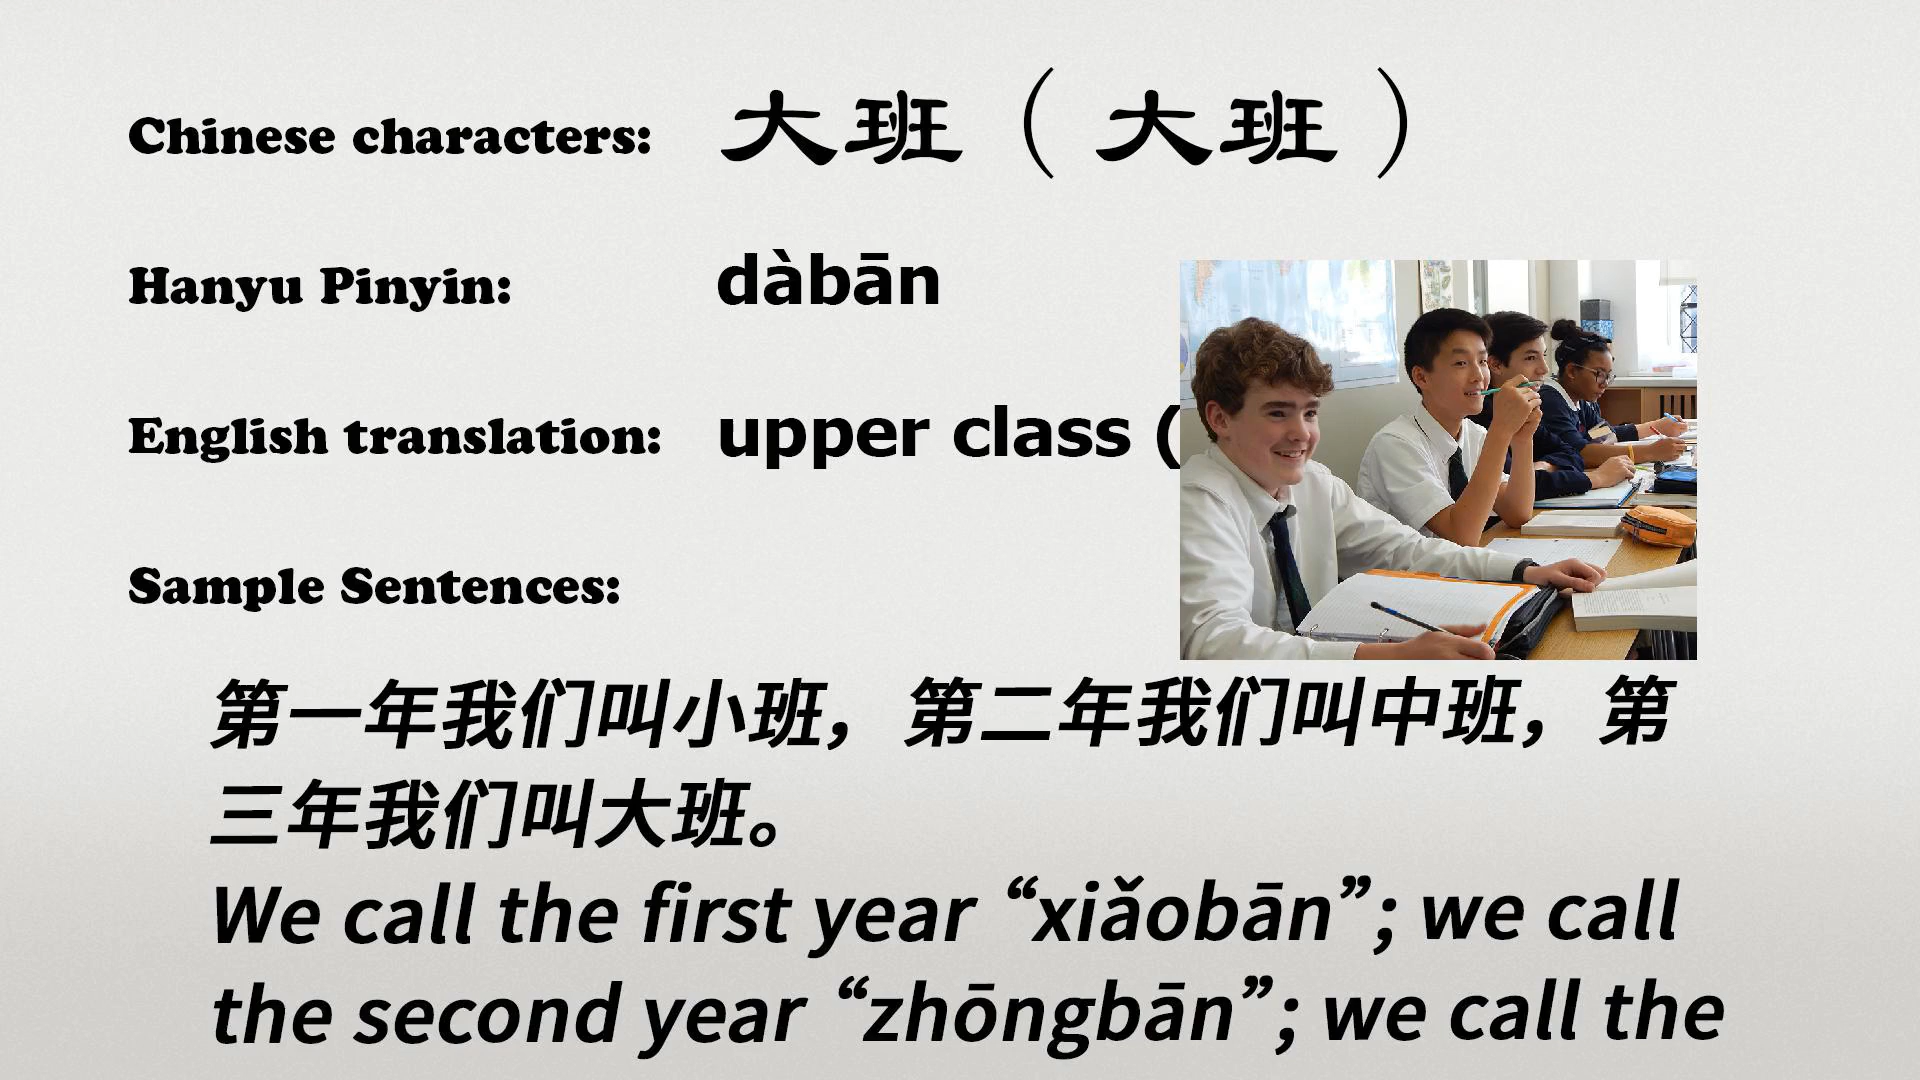 Chinese characters: 大班（大班）
Hanyu Pinyin: dàbān
English translation: upper class (
Sample Sentences:
第一年我们叫小班，第二年我们叫中班，第
三年我们叫大班。
We call the first year “xiǎobān”; we call
the second year “zhōngbān”; we call the